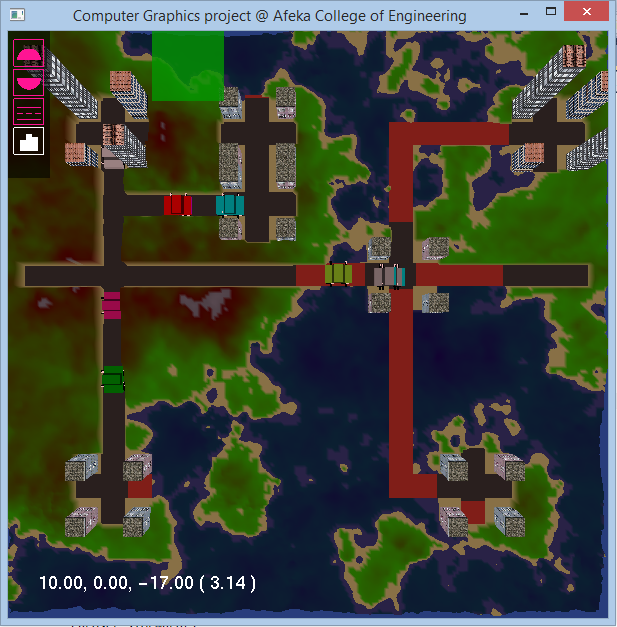 Computer Graphics project @ Afeka College of Engineering
10.00, 0.00, −17.00 ( 3.14 )